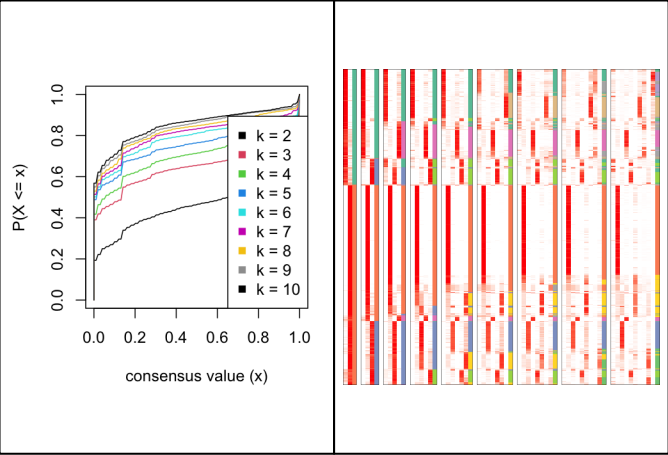 P(X <= x)
1.0
0.8
0.6
0.4
0.2
0.0
k = 2
k = 3
k = 4
k = 5
k = 6
k = 7
k = 8
k = 9
k = 10
0.0 0.2 0.4 0.6 0.8 1.0
consensus value (x)